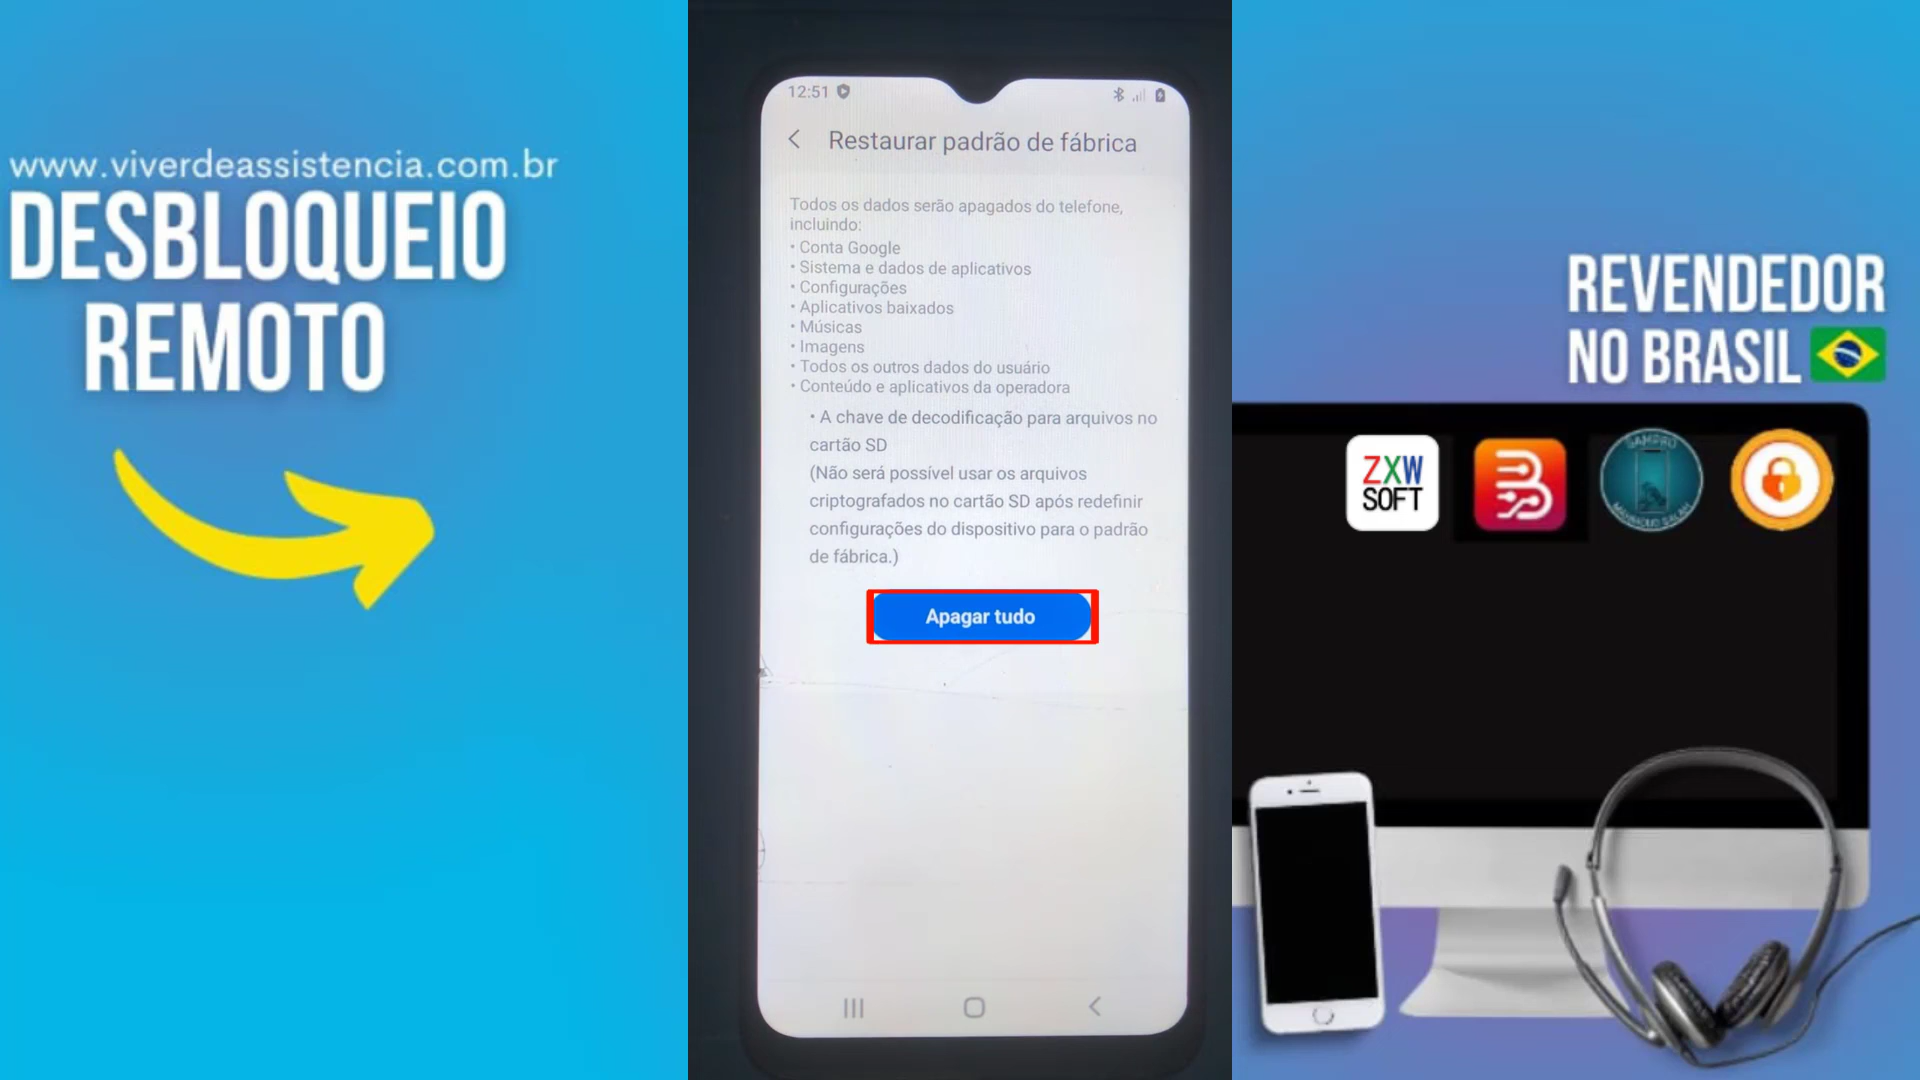 www.viverdeassistencia.com.br
DESBLOQUEIO
REMOTO
12:51
Restaurar padrão de fábrica
Todos os dados serão apagados do telefone,
incluindo:
• Conta Google
• Sistema e dados de aplicativos
• Configurações
• Aplicativos baixados
• Músicas
• Imagens
• Todos os outros dados do usuário
• Conteúdo e aplicativos da operadora
• A chave de decodificação para arquivos no
cartão SD
(Não será possível usar os arquivos
criptografados no cartão SD após redefinir
configurações do dispositivo para o padrão
de fábrica.)
Apagar tudo
REVENDEDOR
NO BRASIL
ZXW
SOFT
SAMPRO